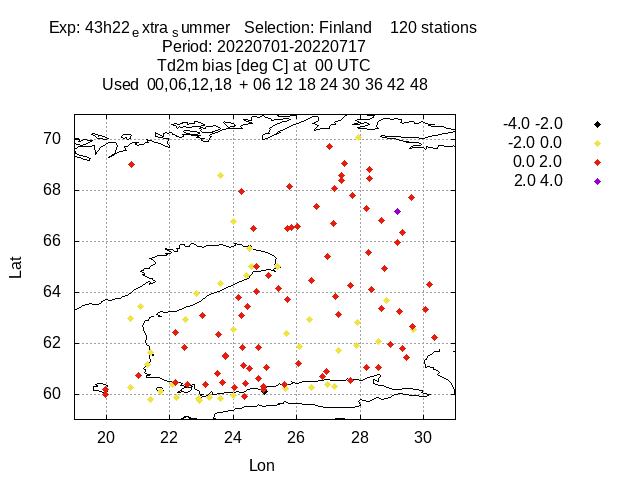 Exp: 43h22 e xtra s ummer Selection: Finland 120 stations
Period: 20220701-20220717
Td2m bias [deg C] at 00 UTC
Used 00,06,12,18 + 06 12 18 24 30 36 42 48
-4.0 -2.0
-2.0 0.0
0.0 2.0
2.0 4.0
70
68
66
64
62
60
Lat
20 22 24 26 28 30
Lon